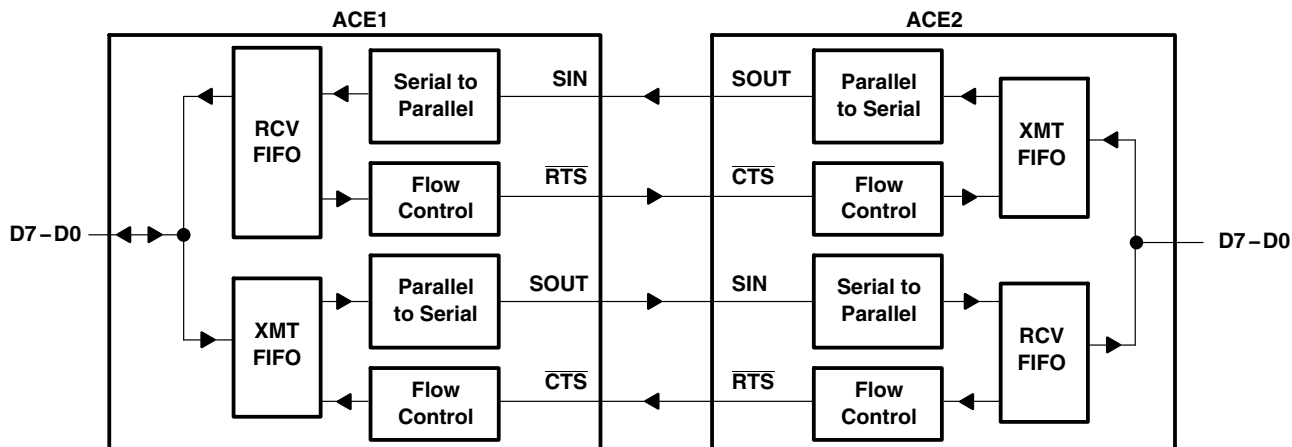 ACE1
ACE2
RCV
FIFO
Serial to
Parallel
SIN
SOUT
Parallel
to Serial
XMT
FIFO
Flow
Control
RTS
CTS
Flow
Control
D7–D0
D7–D0
XMT
FIFO
Parallel
to Serial
SOUT
SIN
Serial to
Parallel
RCV
FIFO
Flow
Control
CTS
RTS
Flow
Control